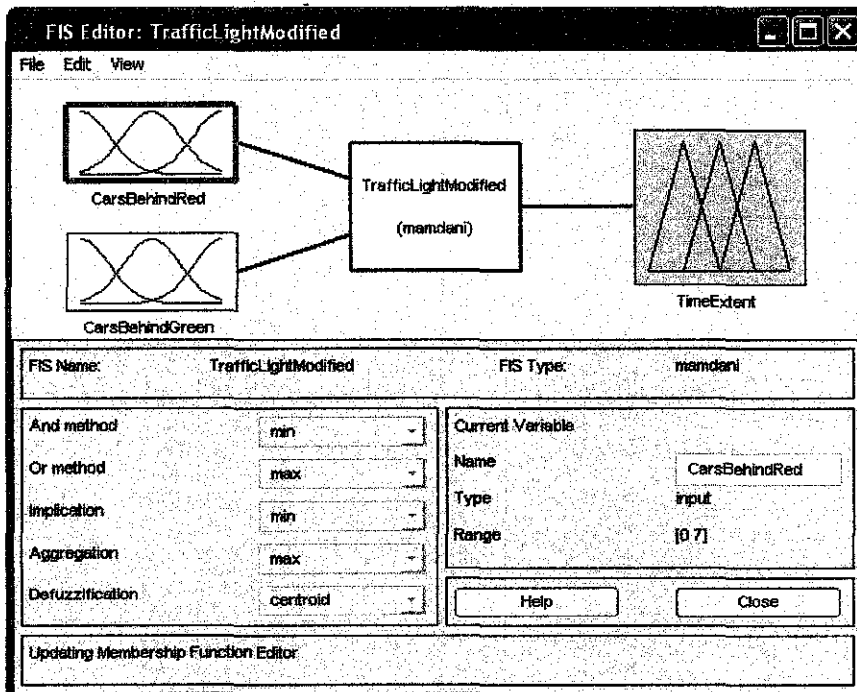 FIS Editor: TrafficLightModified
File Edit View
CarsBehindRed
TrafficLightModified
(mamdani)
CarsBehindGreen
TimeExtent
FIS Name: TrafficLightModified FIS Type: mamdani
And method min
Or method max
Implication min
Aggregation max
Defuzzification centroid
Current Variable
Name CarsBehindRed
Type input
Range [0 7]
Help Close
Updating Membership Function Editor